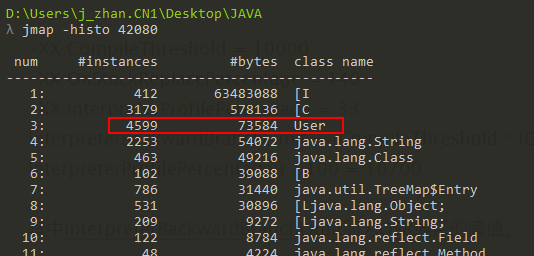 D:\Users\j_zhan.CN1\Desktop\JAVA
λ jmap -histo 42080
num #instances #bytes class name
----------------------------------------------
1: 412 63483088 [I
2: 3179 578136 [C
3: 4599 73584 User
4: 2253 54072 java.lang.String
5: 463 49216 java.lang.Class
6: 102 39088 [B
7: 786 31440 java.util.TreeMap$Entry
8: 531 30896 [Ljava.lang.Object;
9: 209 9272 [Ljava.lang.String;
10: 122 8784 java.lang.reflect.Field
11: 48 4224 java.lang.reflect.Method